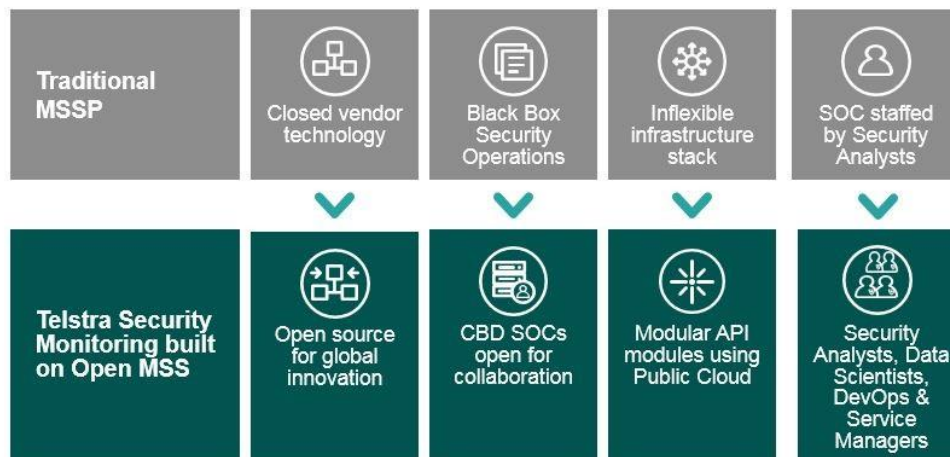 Traditional
MSSP
Closed vendor
technology
Black Box
Security
Operations
Inflexible
infrastructure
stack
SOC staffed
by Security
Analysts
Telstra Security
Monitoring built
on Open MSS
Open source
for global
innovation
CBD SOCs
open for
collaboration
Modular API
modules using
Public Cloud
Security
Analysts, Data
Scientists,
DevOps &
Service
Managers